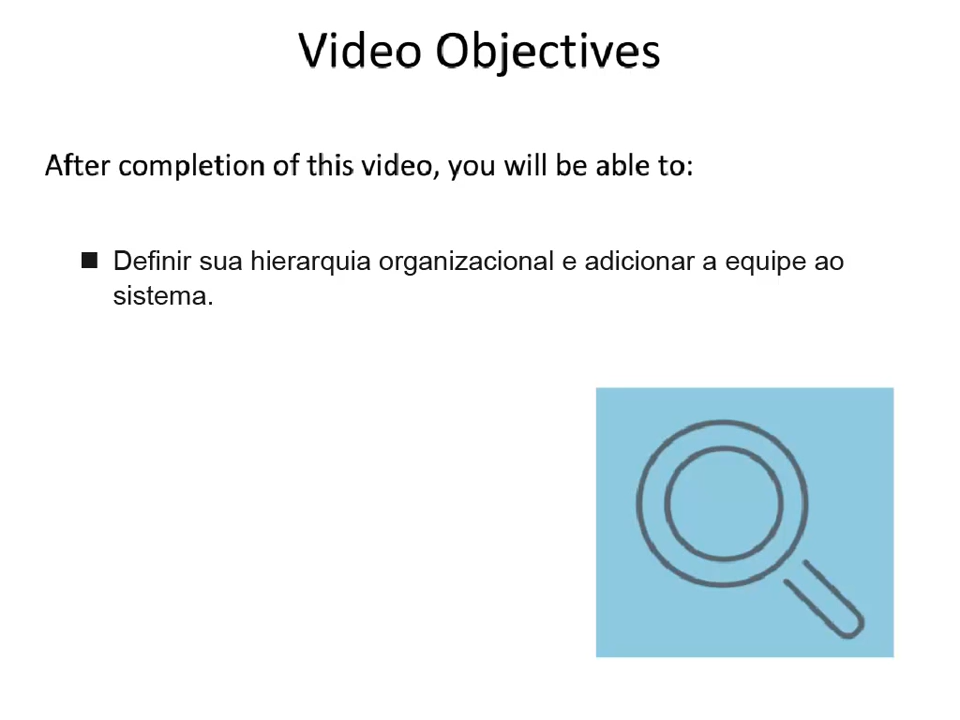 Video Objectives
After completion of this video, you will be able to:
■ Definir sua hierarquia organizacional e adicionar a equipe ao
sistema.